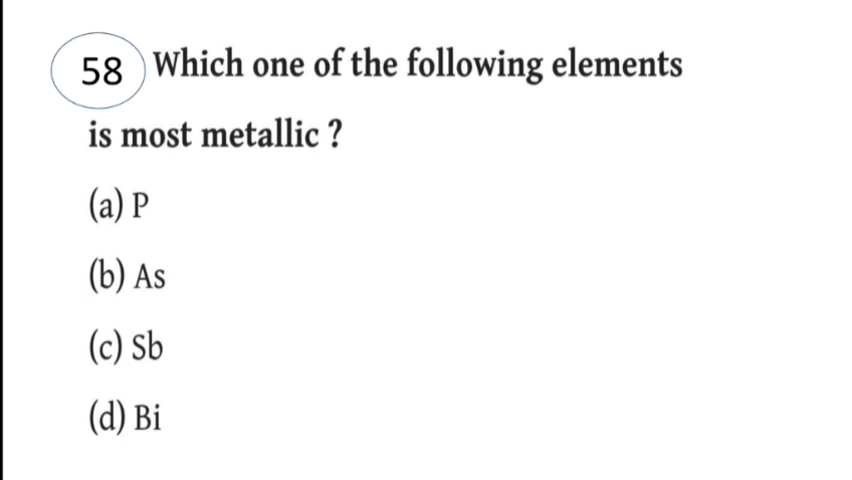 58 Which one of the following elements
is most metallic ?
(a) P
(b) As
(c) Sb
(d) Bi